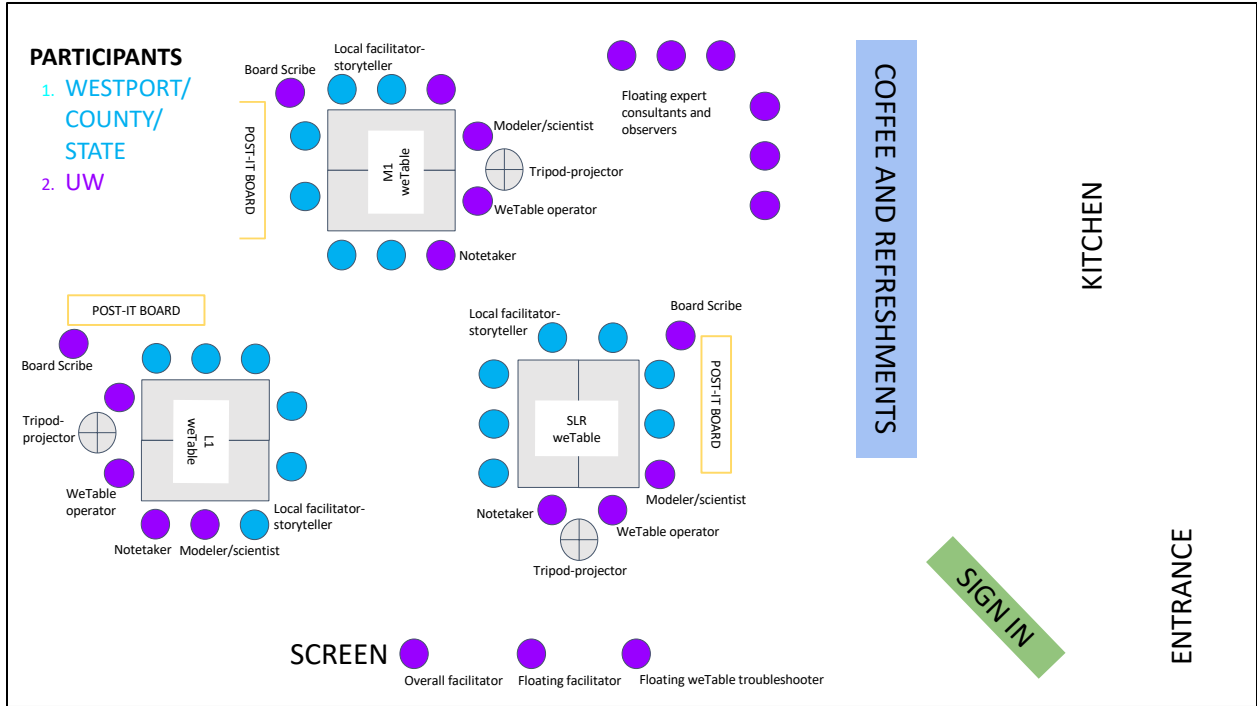 PARTICIPANTS
1. WESTPORT/
COUNTY/
STATE
2. UW
Board Scribe
Local facilitator-
storyteller
POST-IT BOARD
M1
weTable
Modeler/scientist
Tripod-projector
WeTable operator
Notetaker
Floating expert
consultants and
observers
COFFEE AND REFRESHMENTS
KITCHEN
POST-IT BOARD
Board Scribe
Tripod-
projector
L1
weTable
WeTable
operator
Notetaker
Modeler/scientist
Local facilitator-
storyteller
Local facilitator-
storyteller
Board Scribe
POST-IT BOARD
SLR
weTable
Modeler/scientist
Notetaker
WeTable operator
Tripod-projector
SIGN IN
ENTRANCE
SCREEN
Overall facilitator
Floating facilitator
Floating weTable troubleshooter